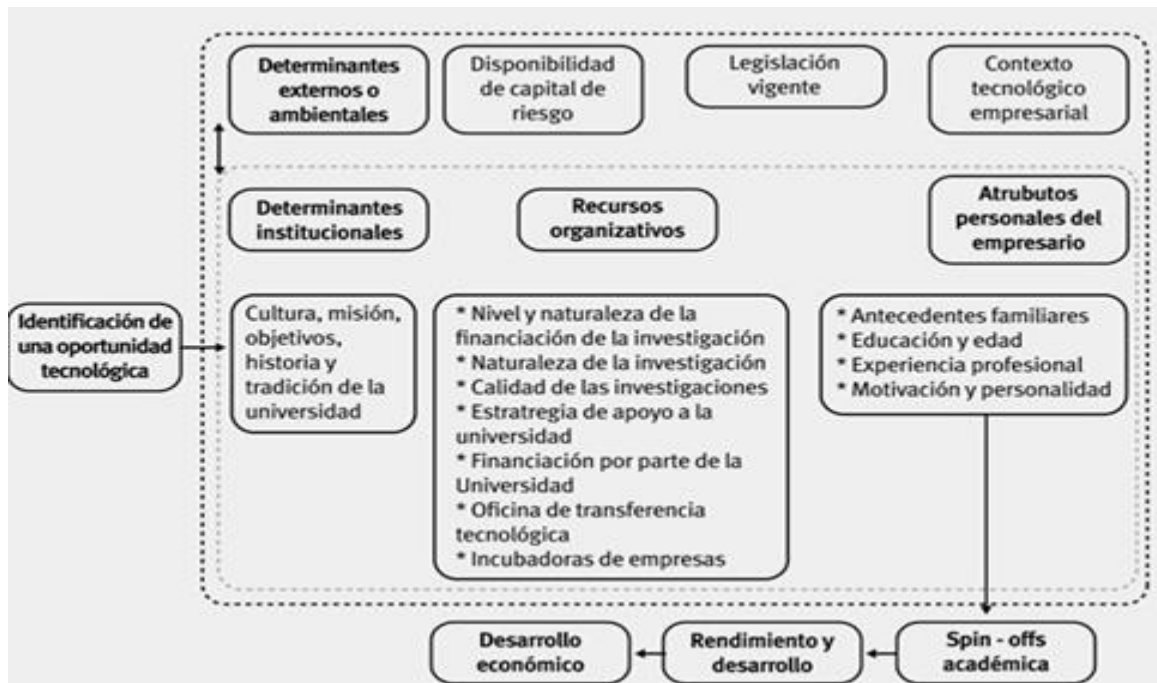 Determinantes
externos o
ambientales
Disponibilidad
de capital de
riesgo
Legislación
vigente
Contexto
tecnológico
empresarial
Determinantes
institucionales
Recursos
organizativos
Atrubutos
personales del
empresario
Identificación de
una oportunidad
tecnológica
Cultura, misión,
objetivos,
historia y
tradición de la
universidad
* Nivel y naturaleza de la
financiación de la investigación
* Naturaleza de la investigación
* Calidad de las investigaciones
* Estratregia de apoyo a la
universidad
* Financiación por parte de la
Universidad
* Oficina de transferencia
tecnológica
* Incubadoras de empresas
* Antecedentes familiares
* Educación y edad
* Experiencia profesional
* Motivación y personalidad
Desarrollo
económico
Rendimiento y
desarrollo
Spin - offs
académica